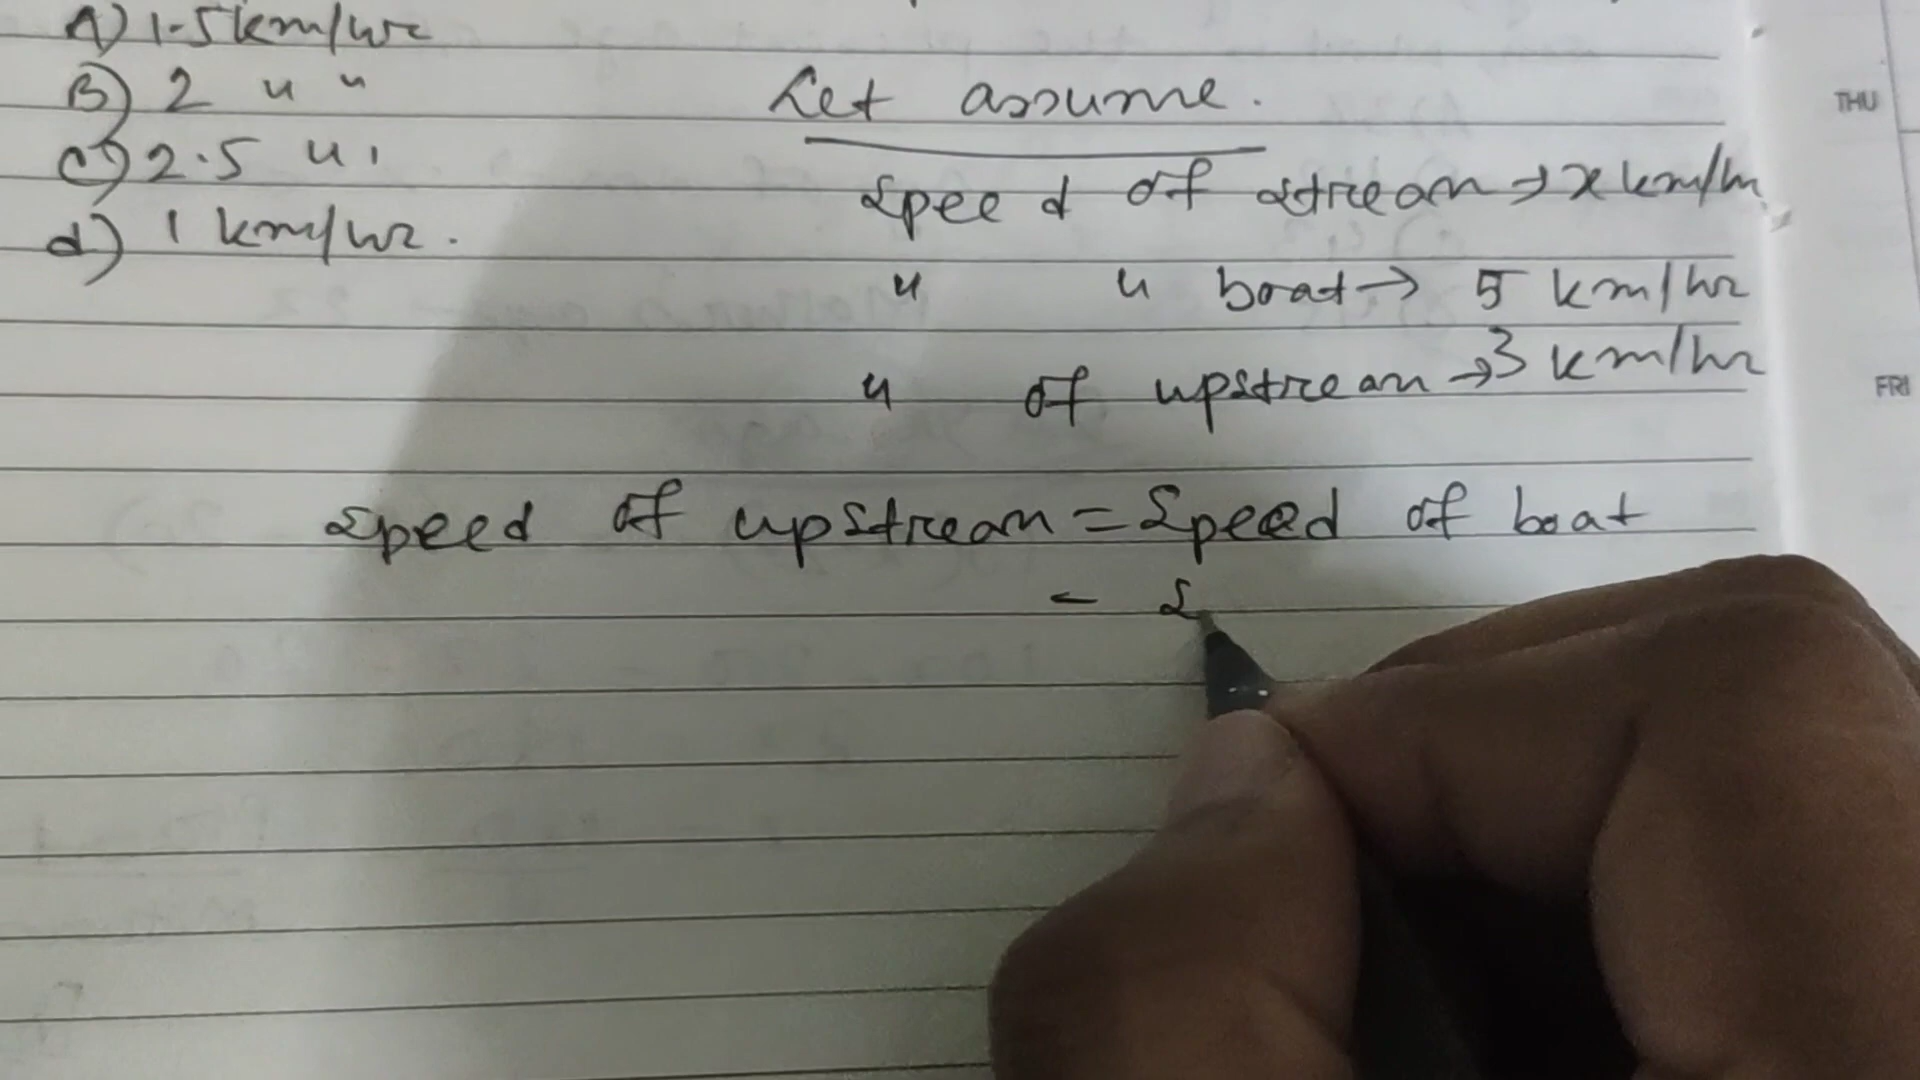 A) 1.5 km/hr
B) 2 " "
C) 2.5 " "
d) 1 km/hr.
Let assume.
Speed of stream → x km/hr
" " boat → 5 km/hr
" of upstream → 3 km/hr
Speed of upstream = Speed of boat
- S
THU
FRI